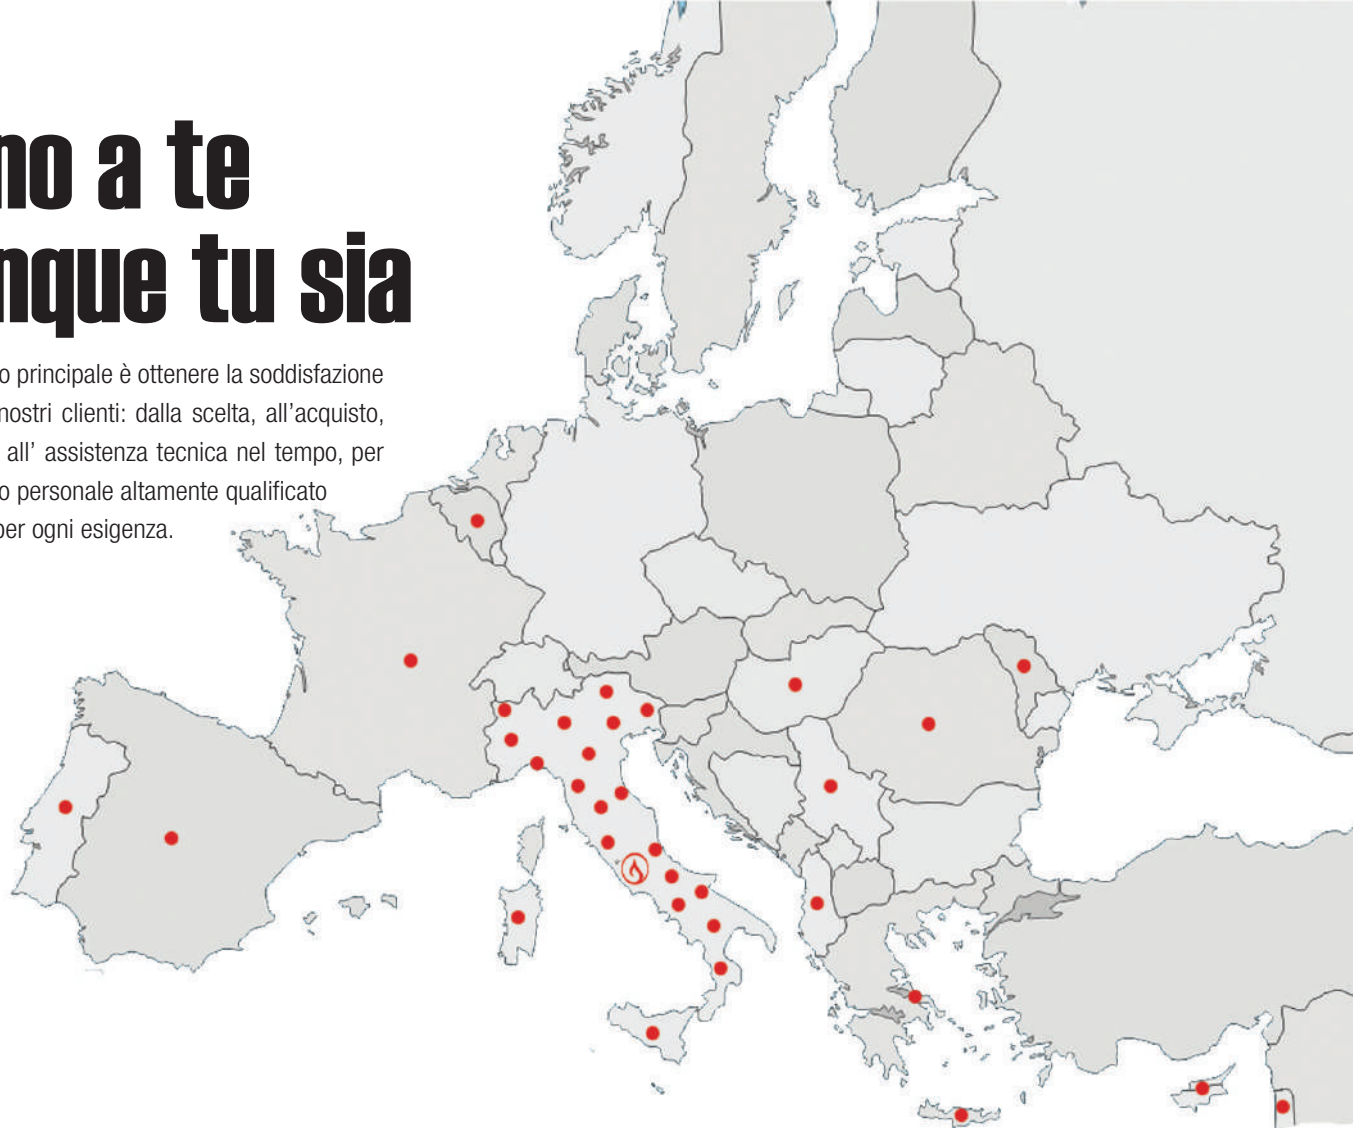 no a te
nque tu sia
o principale è ottenere la soddisfazione
nostri clienti: dalla scelta, all’acquisto,
all’ assistenza tecnica nel tempo, per
o personale altamente qualificato
per ogni esigenza.